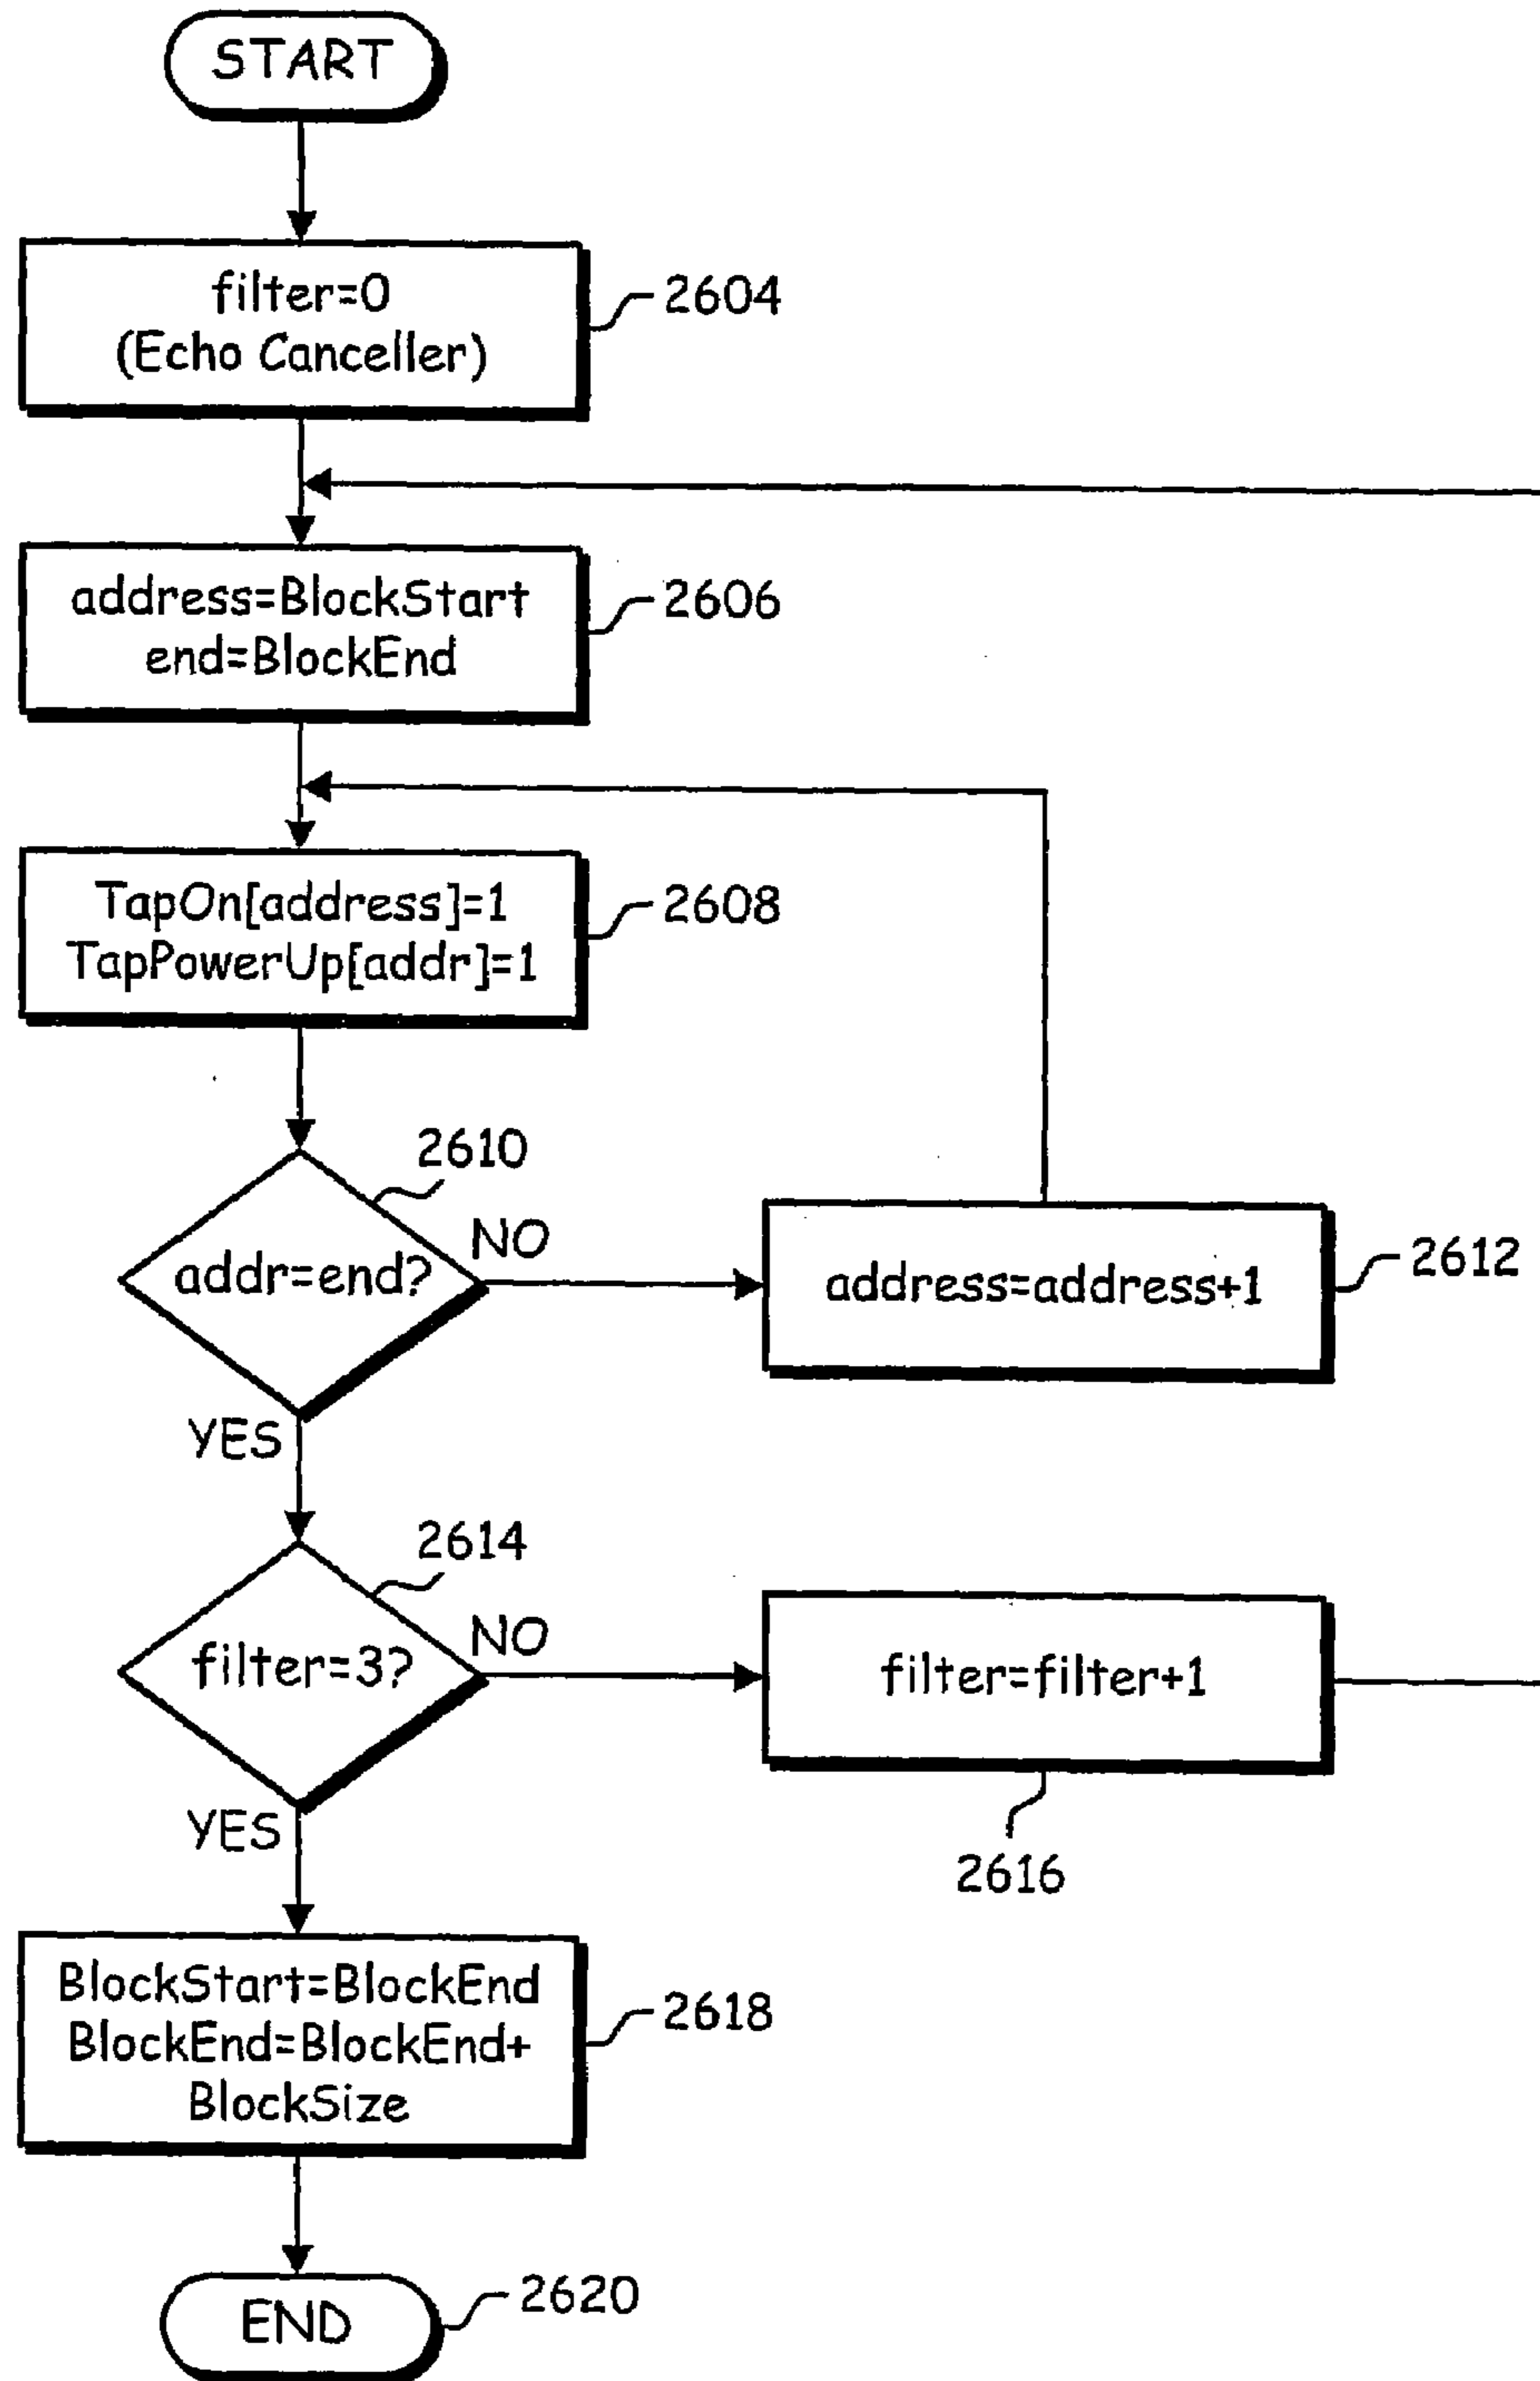 START
filter=0
(Echo Canceller)
2604
address=BlockStart
end=BlockEnd
2606
TapOn[address]=1
TapPowerUp[addr]=1
2608
2610
addr=end?
NO
address=address+1
2612
YES
2614
filter=3?
NO
filter=filter+1
2616
YES
BlockStart=BlockEnd
BlockEnd=BlockEnd+
BlockSize
2618
END
2620